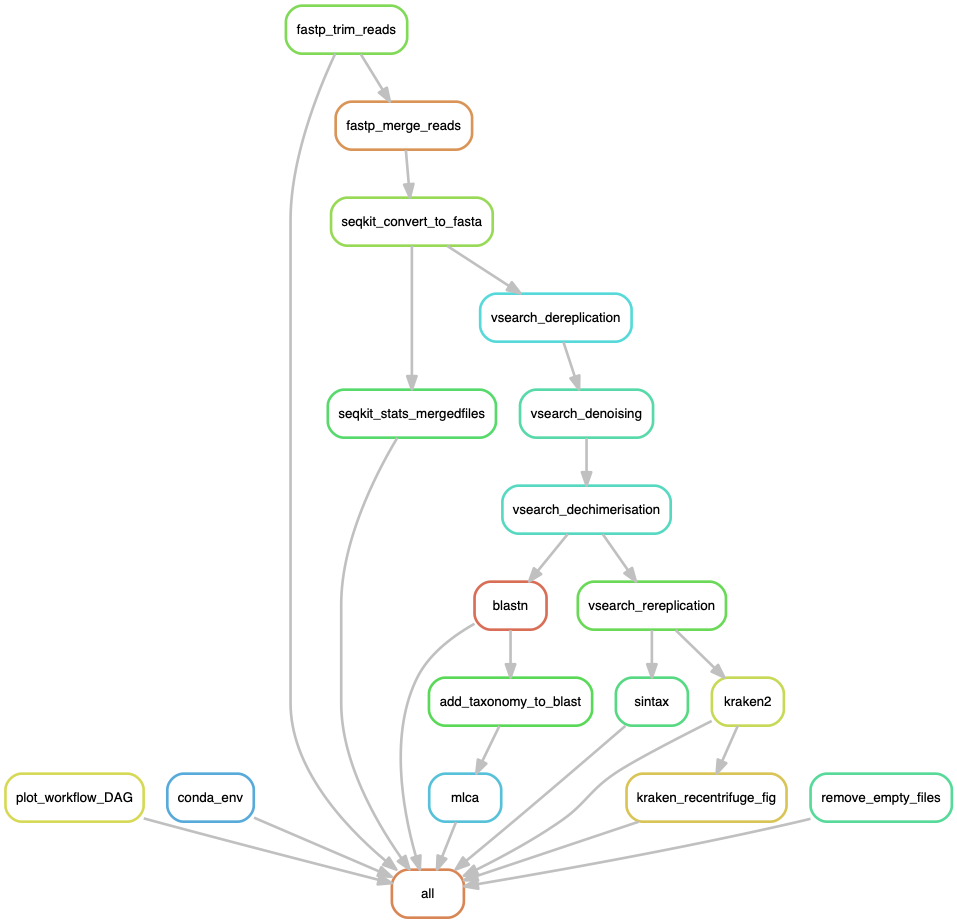 fastp_trim_reads
fastp_merge_reads
seqkit_convert_to_fasta
vsearch_dereplication
seqkit_stats_mergedfiles
vsearch_denoising
vsearch_dechimerisation
blastn
vsearch_rereplication
add_taxonomy_to_blast
sintax
kraken2
plot_workflow_DAG
conda_env
mlca
kraken_recentrifuge_fig
remove_empty_files
all